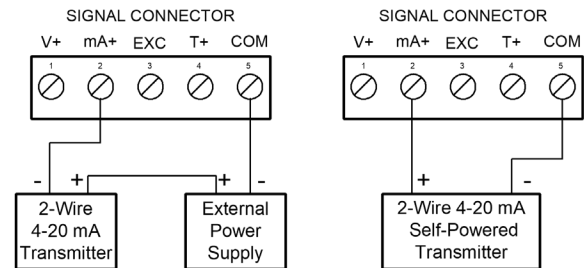 SIGNAL CONNECTOR
V+ mA+ EXC T+ COM
1 2 3 4 5
- + + -
2-Wire
4-20 mA
Transmitter
External
Power
Supply
SIGNAL CONNECTOR
V+ mA+ EXC T+ COM
1 2 3 4 5
+ -
2-Wire 4-20 mA
Self-Powered
Transmitter